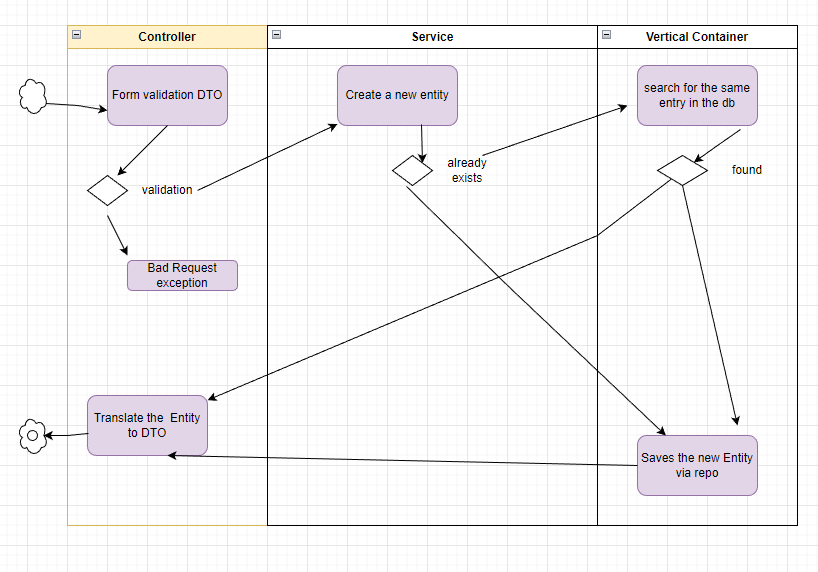 Controller
Service
Vertical Container
Form validation DTO
Create a new entity
search for the same
entry in the db
validation
already
exists
found
Bad Request
exception
Translate the Entity
to DTO
Saves the new Entity
via repo